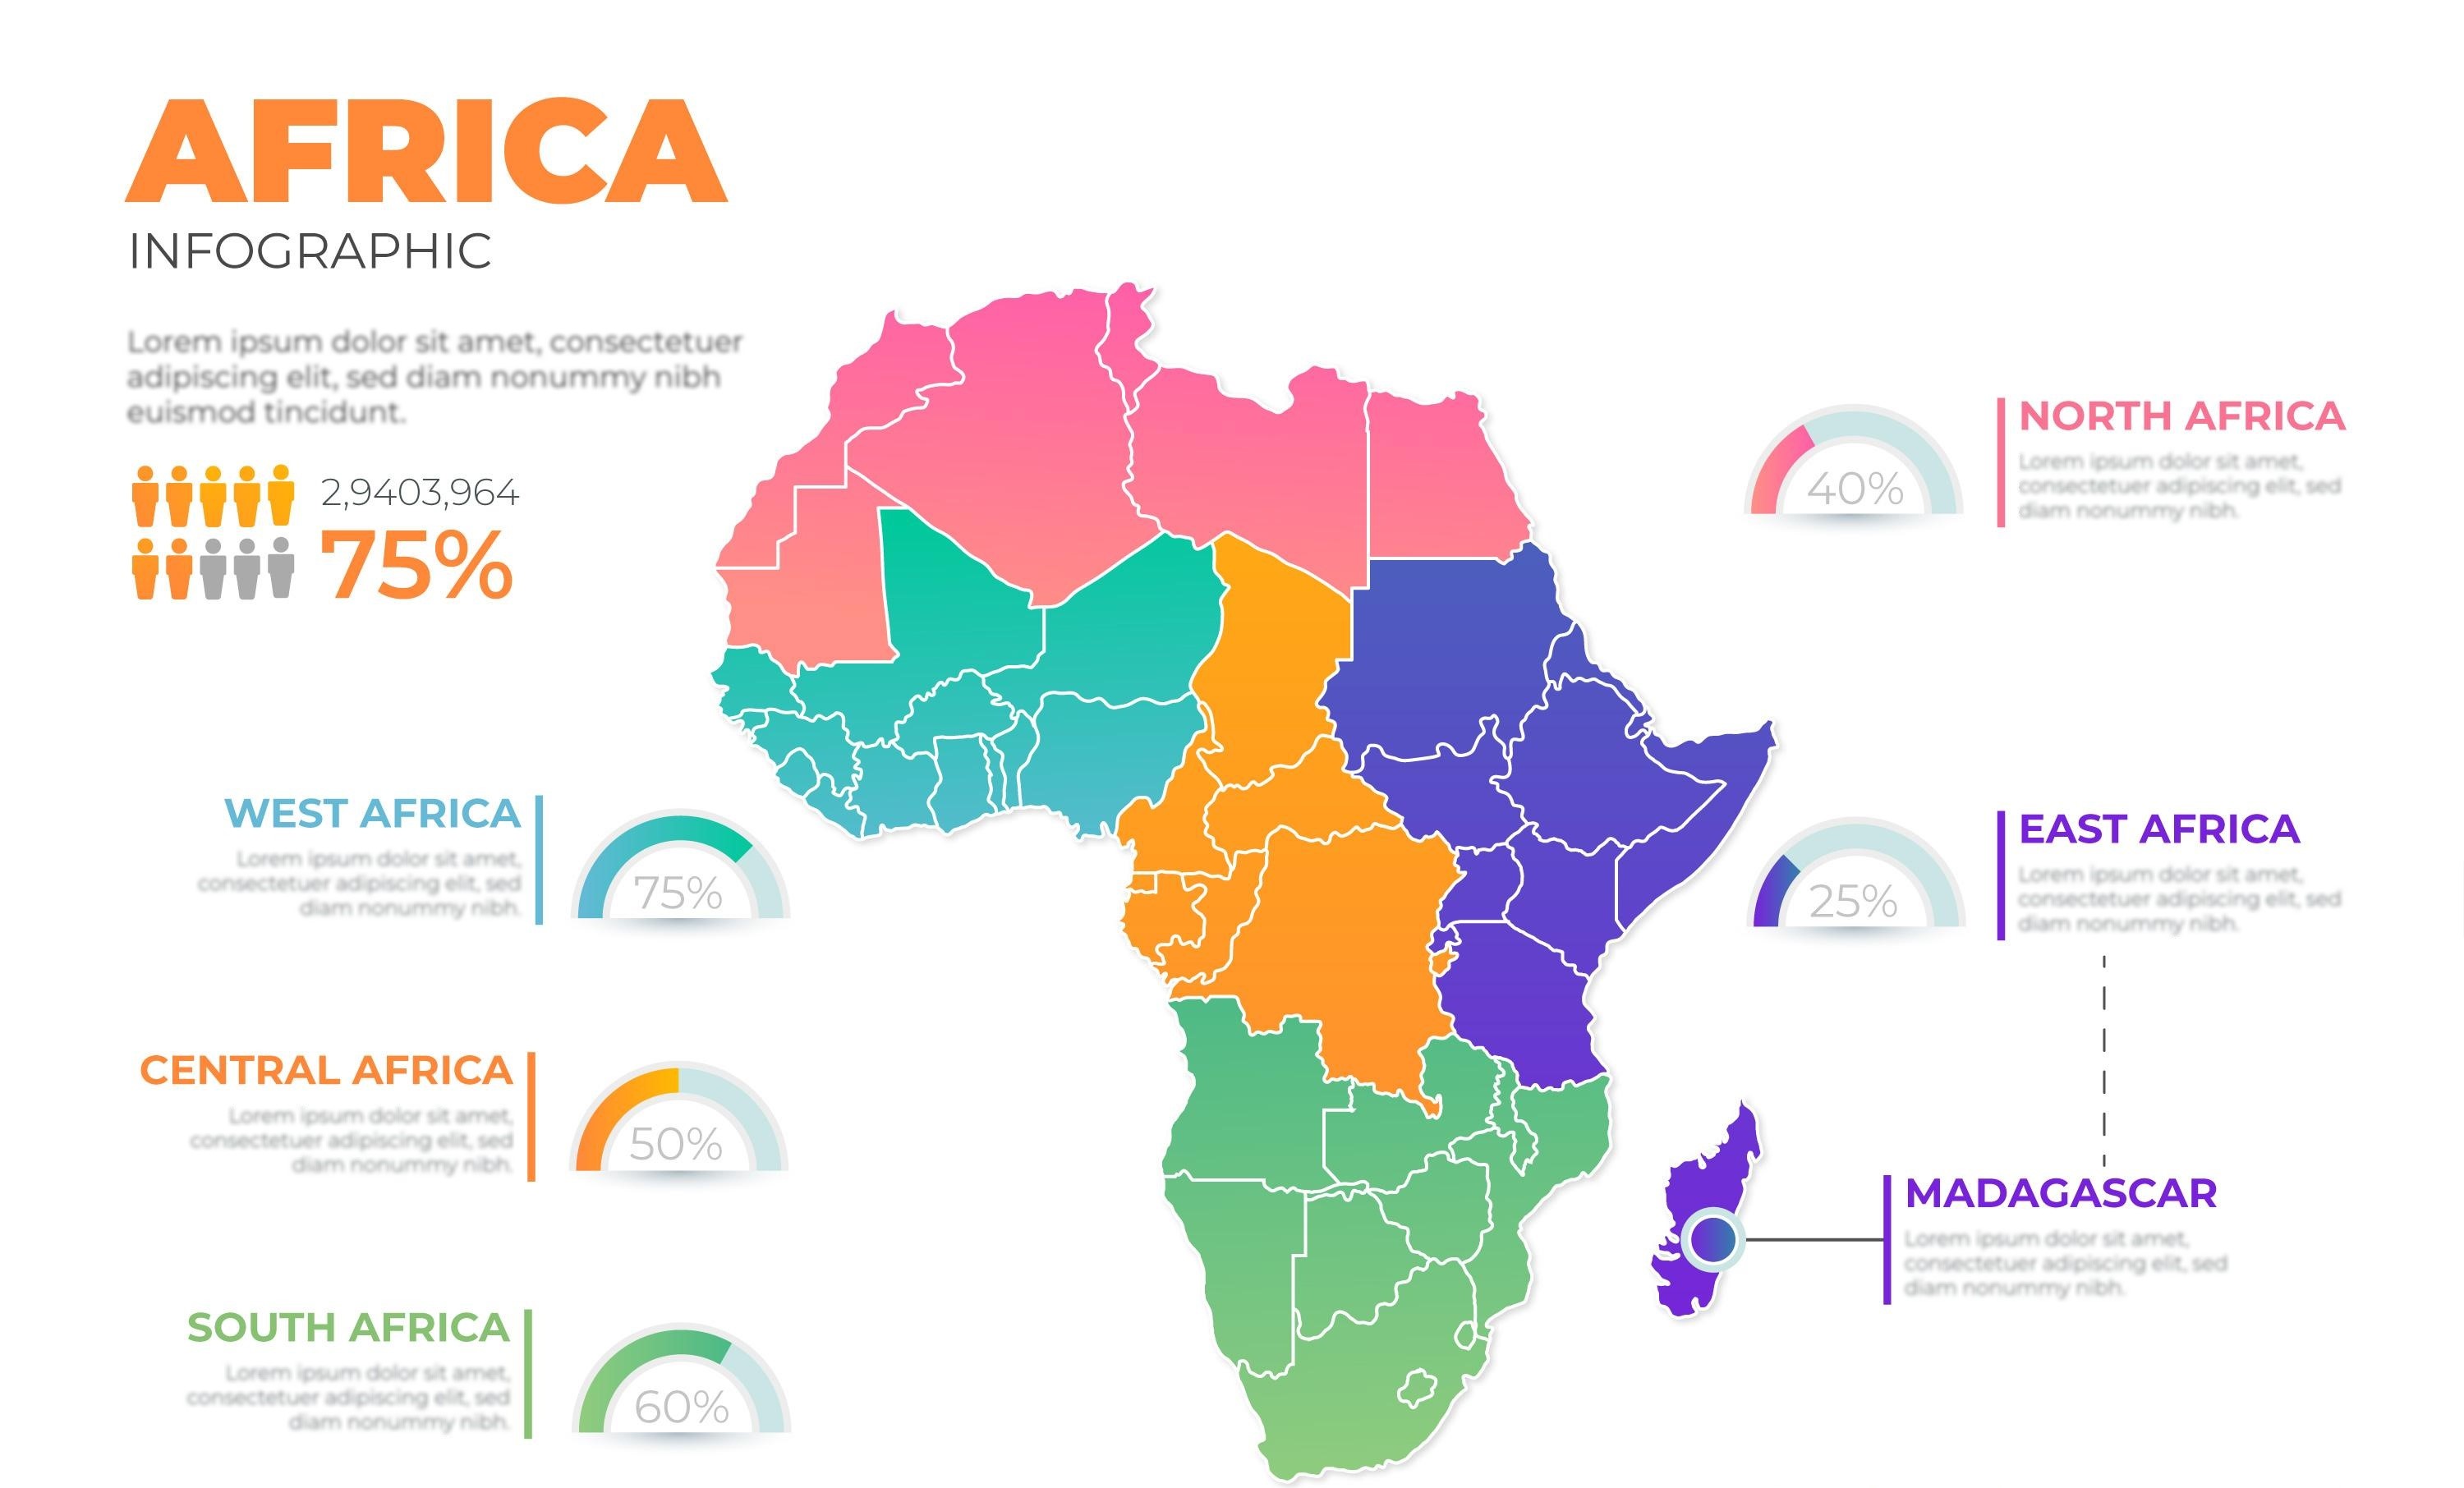 AFRICA
INFOGRAPHIC
Lorem ipsum dolor sit amet, consectetuer
adipiscing elit, sed diam nonummy nibh
euismod tincidunt.
2,9403,964
75%
NORTH AFRICA
Lorem ipsum dolor sit amet,
consectetuer adipiscing elit, sed
diam nonummy nibh.
40%
WEST AFRICA
Lorem ipsum dolor sit amet,
consectetuer adipiscing elit, sed
diam nonummy nibh.
75%
EAST AFRICA
Lorem ipsum dolor sit amet,
consectetuer adipiscing elit, sed
diam nonummy nibh.
25%
CENTRAL AFRICA
Lorem ipsum dolor sit amet,
consectetuer adipiscing elit, sed
diam nonummy nibh.
50%
MADAGASCAR
Lorem ipsum dolor sit amet,
consectetuer adipiscing elit, sed
diam nonummy nibh.
SOUTH AFRICA
Lorem ipsum dolor sit amet,
consectetuer adipiscing elit, sed
diam nonummy nibh.
60%